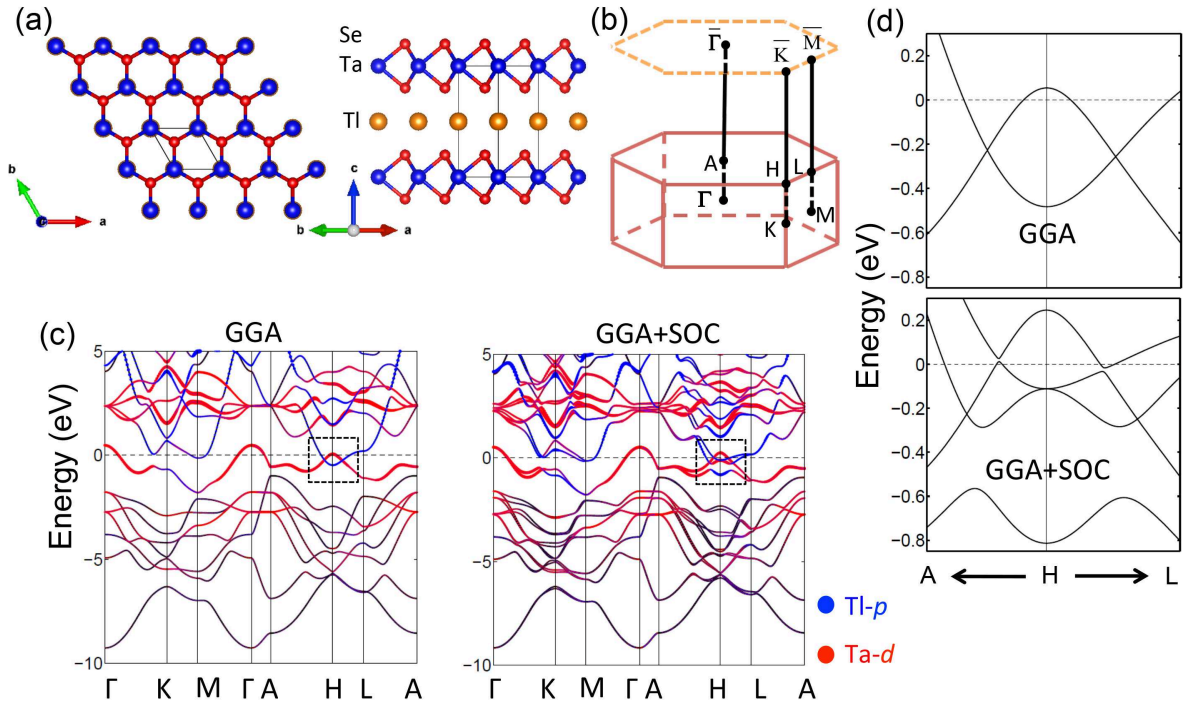 (a)
Se
Ta
Tl
b
a
c
b
a
(b)
Γ̅
K̅
M̅
A
H
L
Γ
K
M
(c)
GGA
GGA+SOC
Energy (eV)
5
0
−5
−10
Γ
K
M
Γ
A
H
L
A
5
0
−5
−10
Γ
K
M
Γ
A
H
L
A
Tl-p
Ta-d
(d)
Energy (eV)
0.2
0
−0.2
−0.4
−0.6
−0.8
GGA
0.2
0
−0.2
−0.4
−0.6
−0.8
GGA+SOC
A
H
L